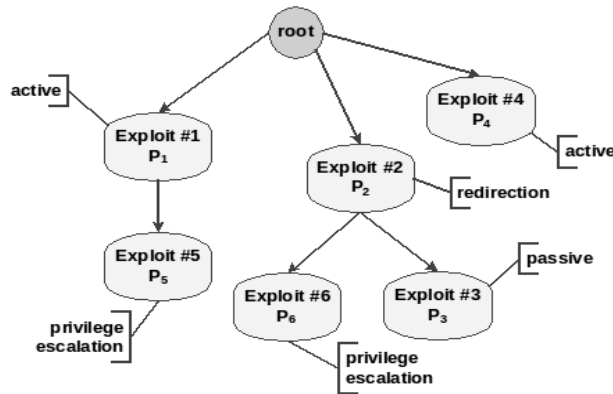 root
active
Exploit #1
P₁
Exploit #4
P₄
active
Exploit #2
P₂
redirection
Exploit #5
P₅
passive
Exploit #6
P₆
Exploit #3
P₃
privilege
escalation
privilege
escalation